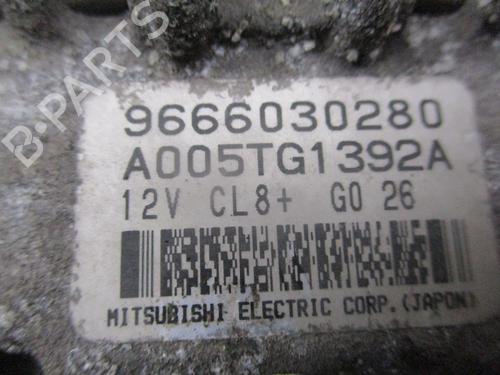 B-PARTS
9666030280
A005TG1392A
12V CL8+ G0 26
MITSUBISHI ELECTRIC CORP.(JAPON)